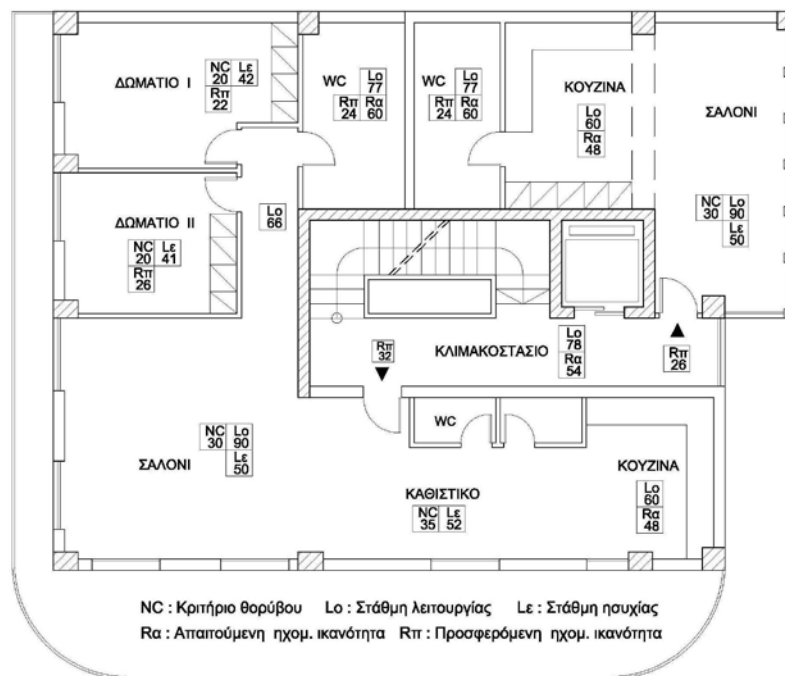 ΔΩΜΑΤΙΟ Ι
NC Lε
20 42
Rπ
22
WC
Lo
77
Rπ Rα
24 60
WC
Lo
77
Rπ Rα
24 60
ΚΟΥΖΙΝΑ
Lo
60
Rα
48
ΣΑΛΟΝΙ
NC Lo
30 90
Lε
50
ΔΩΜΑΤΙΟ ΙΙ
NC Lε
20 41
Rπ
26
Lo
66
Rπ
32
ΚΛΙΜΑΚΟΣΤΑΣΙΟ
Lo
78
Rα
54
Rπ
26
ΣΑΛΟΝΙ
NC Lo
30 90
Lε
50
WC
ΚΑΘΙΣΤΙΚΟ
NC Lε
35 52
ΚΟΥΖΙΝΑ
Lo
60
Rα
48
NC : Κριτήριο θορύβου Lo : Στάθμη λειτουργίας Lε : Στάθμη ησυχίας
Rα : Απαιτούμενη ηχομ. ικανότητα Rπ : Προσφερόμενη ηχομ. ικανότητα